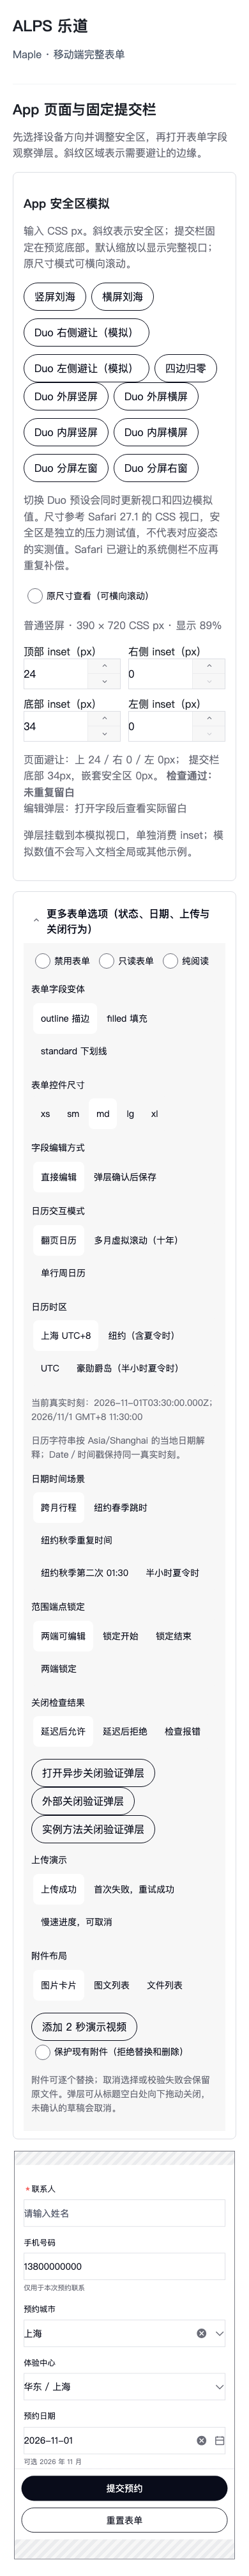 ALPS 乐道
Maple · 移动端完整表单
App 页面与固定提交栏
先选择设备方向并调整安全区，再打开表单字段
观察弹层。斜纹区域表示需要避让的边缘。
App 安全区模拟
输入 CSS px。斜纹表示安全区；提交栏固
定在预览底部。默认缩放以显示完整视口；
原尺寸模式可横向滚动。
竖屏刘海 横屏刘海
Duo 右侧避让（模拟）
Duo 左侧避让（模拟） 四边归零
Duo 外屏竖屏 Duo 外屏横屏
Duo 内屏竖屏 Duo 内屏横屏
Duo 分屏左窗 Duo 分屏右窗
切换 Duo 预设会同时更新视口和四边模拟
值。尺寸参考 Safari 27.1 的 CSS 视口，安
全区是独立的压力测试值，不代表对应姿态
的实测值。Safari 已避让的系统侧栏不应再
重复补偿。
原尺寸查看（可横向滚动）
普通竖屏 · 390 × 720 CSS px · 显示 89%
顶部 inset（px） 右侧 inset（px）
24 0
底部 inset（px） 左侧 inset（px）
34 0
页面避让：上 24 / 右 0 / 左 0px； 提交栏
底部 34px，嵌套安全区 0px。 检查通过：
未重复留白
编辑弹层：打开字段后查看实际留白
弹层挂载到本模拟视口，单独消费 inset；模
拟数值不会写入文档全局或其他示例。
更多表单选项（状态、日期、上传与
关闭行为）
禁用表单 只读表单 纯阅读
表单字段变体
outline 描边 filled 填充
standard 下划线
表单控件尺寸
xs sm md lg xl
字段编辑方式
直接编辑 弹层确认后保存
日历交互模式
翻页日历 多月虚拟滚动（十年）
单行周日历
日历时区
上海 UTC+8 纽约（含夏令时）
UTC 豪勋爵岛（半小时夏令时）
当前真实时刻：2026-11-01T03:30:00.000Z；
2026/11/1 GMT+8 11:30:00
日历字符串按 Asia/Shanghai 的当地日期解
释；Date / 时间戳保持同一真实时刻。
日期时间场景
跨月行程 纽约春季跳时
纽约秋季重复时间
纽约秋季第二次 01:30 半小时夏令时
范围端点锁定
两端可编辑 锁定开始 锁定结束
两端锁定
关闭检查结果
延迟后允许 延迟后拒绝 检查报错
打开异步关闭验证弹层
外部关闭验证弹层
实例方法关闭验证弹层
上传演示
上传成功 首次失败，重试成功
慢速进度，可取消
附件布局
图片卡片 图文列表 文件列表
添加 2 秒演示视频
保护现有附件（拒绝替换和删除）
附件可逐个替换；取消选择或校验失败会保留
原文件。弹层可从标题空白处向下拖动关闭，
未确认的草稿会取消。
* 联系人
请输入姓名
手机号码
13800000000
仅用于本次预约联系
预约城市
上海
体验中心
华东 / 上海
预约日期
2026-11-01
可选 2026 年 11 月
提交预约
重置表单